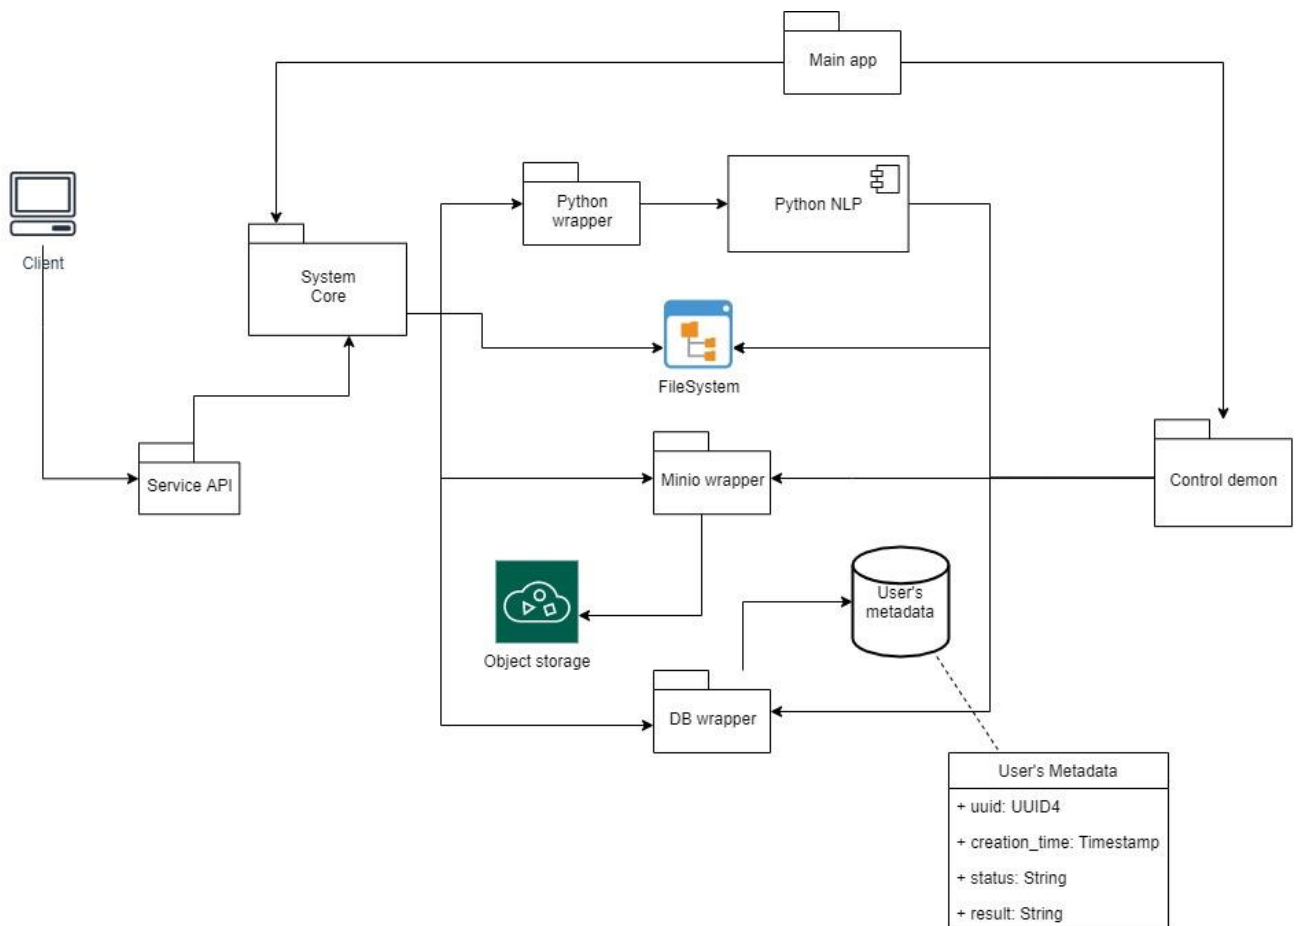 Main app
Python
wrapper
Python NLP
Client
System
Core
FileSystem
Service API
Minio wrapper
Control demon
User's
metadata
Object storage
DB wrapper
User's Metadata
+ uuid: UUID4
+ creation_time: Timestamp
+ status: String
+ result: String